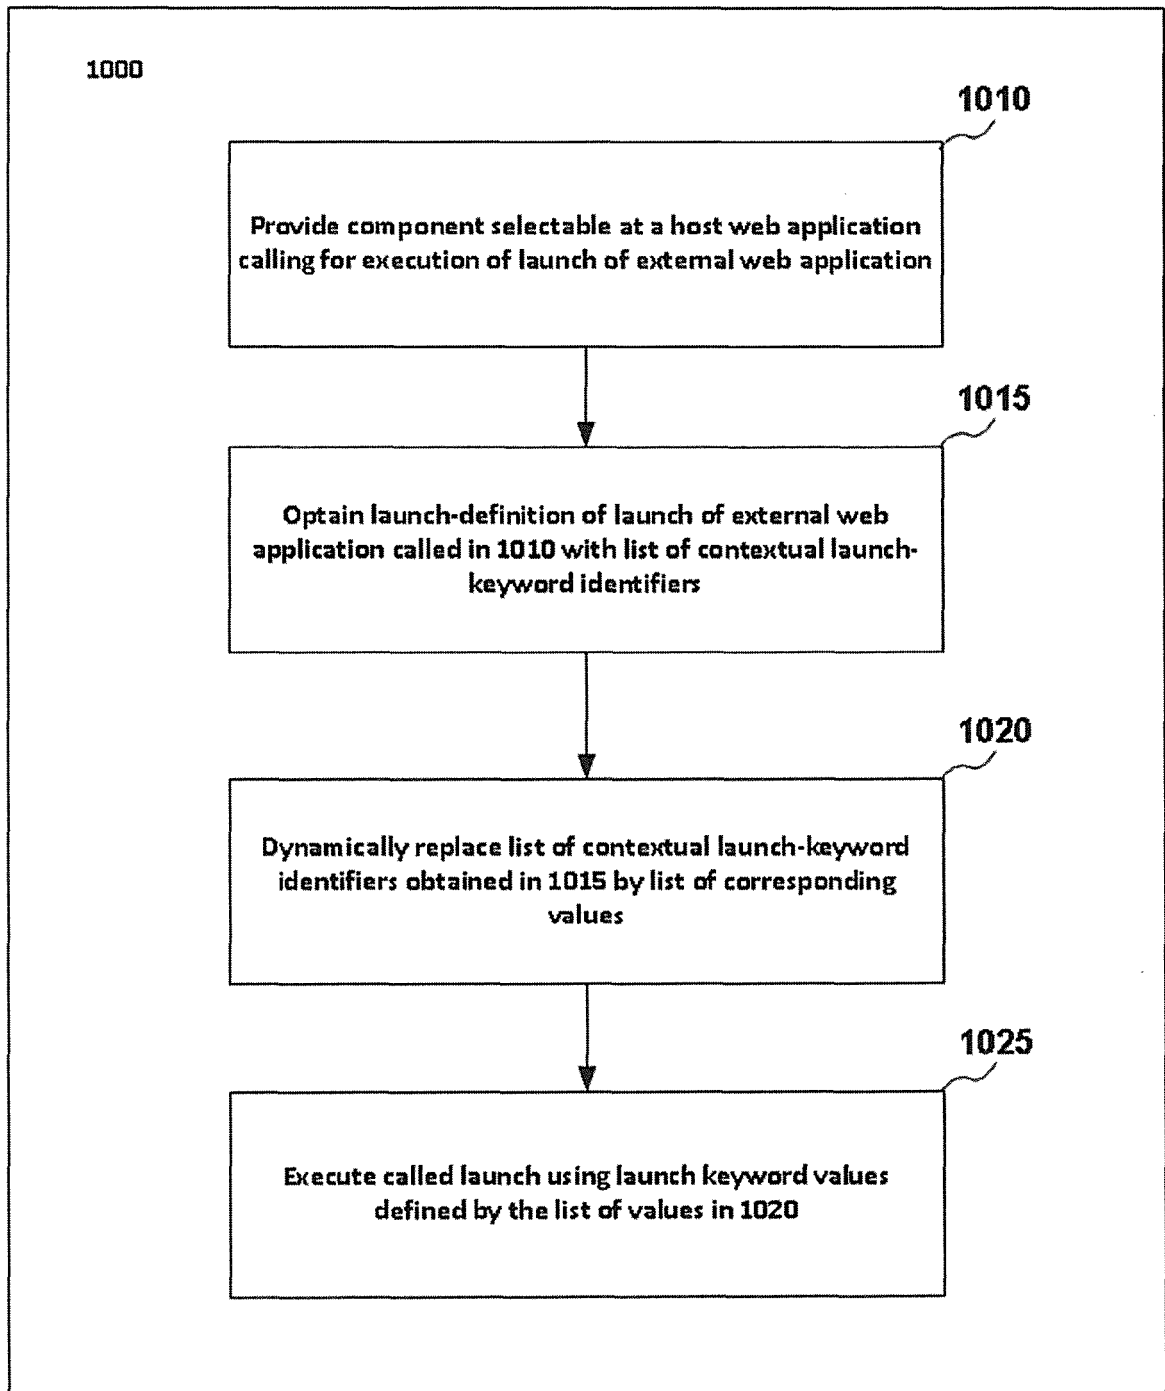 1000
1010
Provide component selectable at a host web application
calling for execution of launch of external web application
1015
Optain launch-definition of launch of external web
application called in 1010 with list of contextual launch-
keyword identifiers
1020
Dynamically replace list of contextual launch-keyword
identifiers obtained in 1015 by list of corresponding
values
1025
Execute called launch using launch keyword values
defined by the list of values in 1020